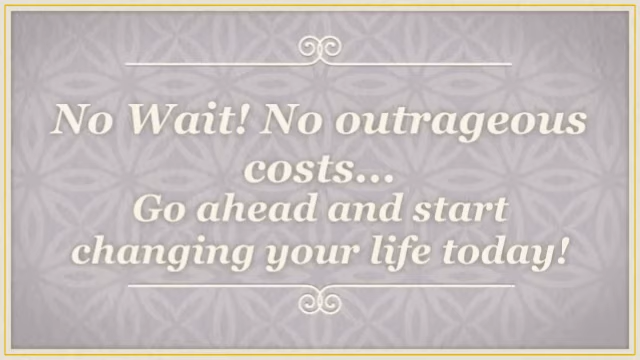 No Wait! No outrageous
costs...
Go ahead and start
changing your life today!